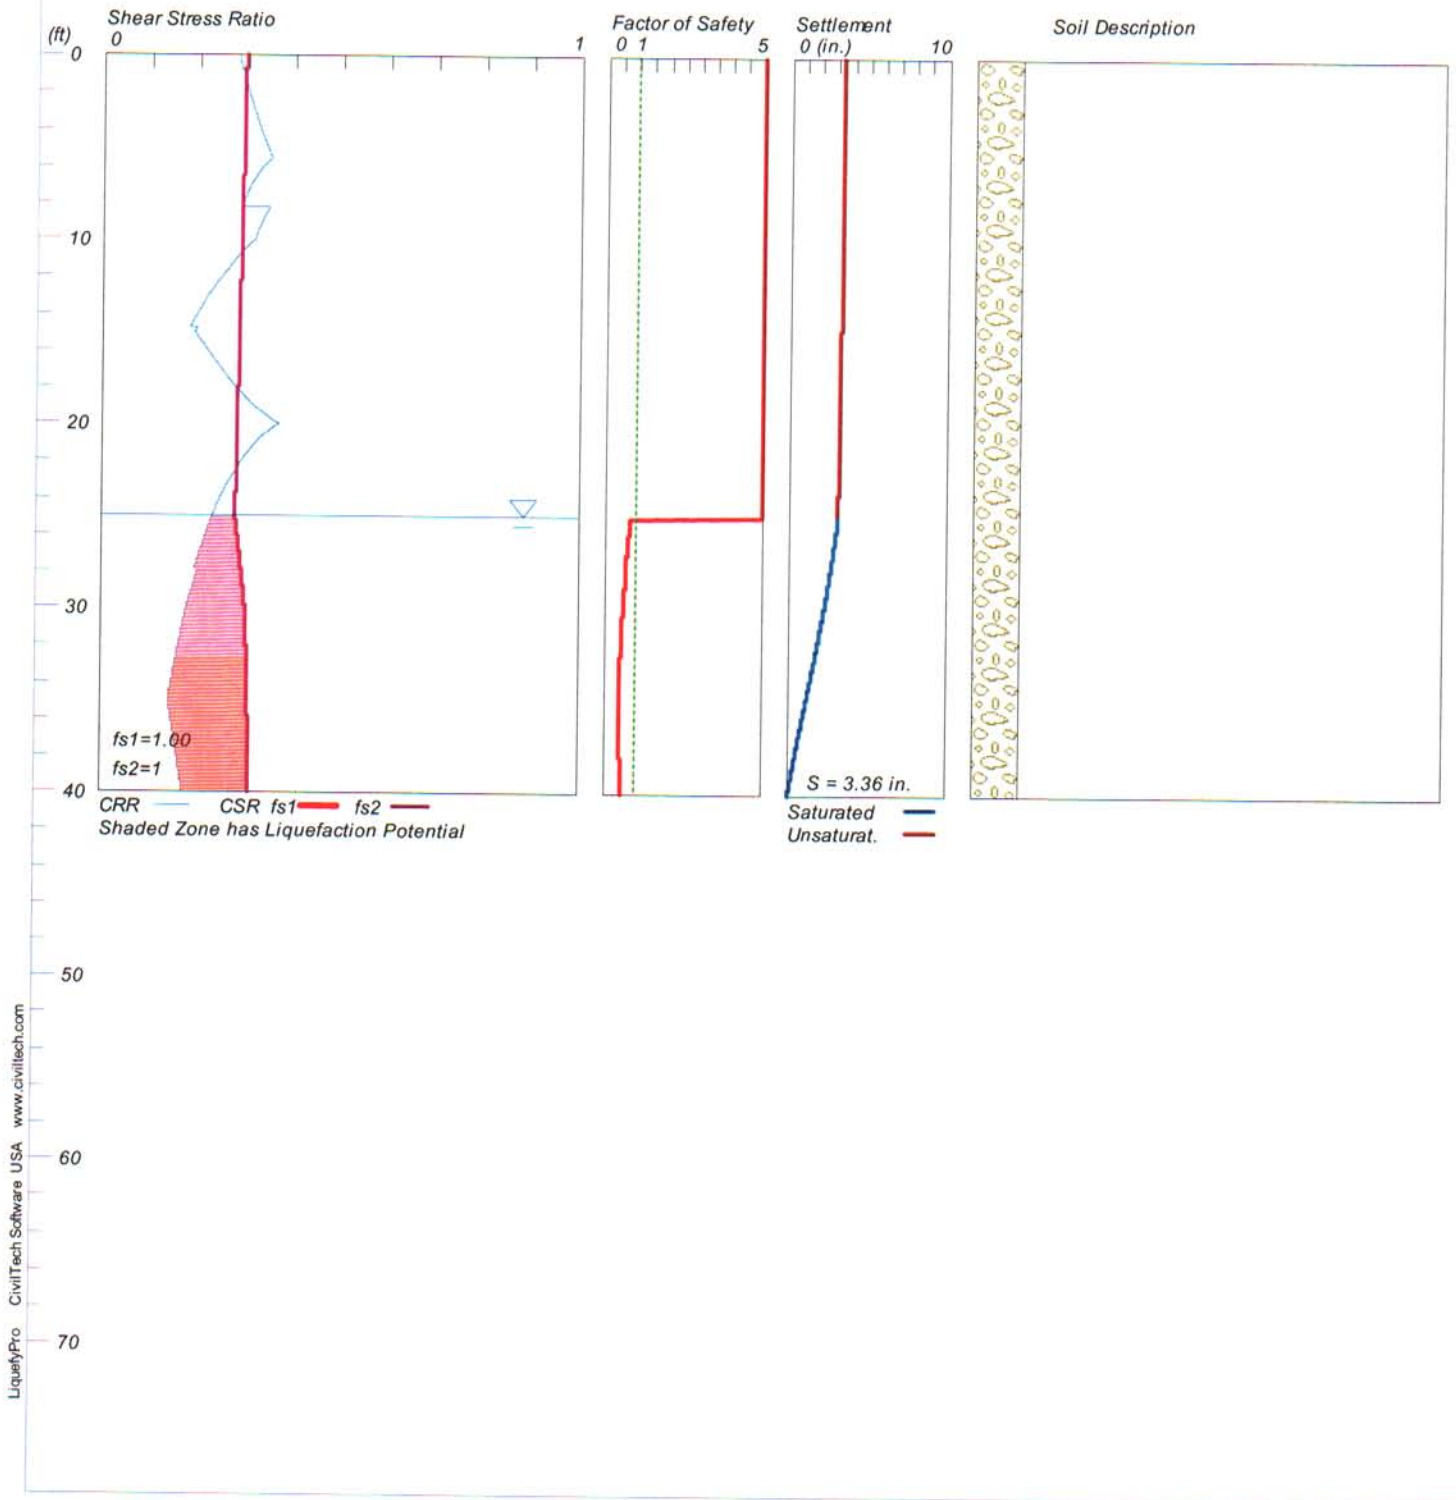 Shear Stress Ratio
Factor of Safety
Settlement
Soil Description
(ft)
0
1
0 1
5
0 (in.)
10
0
10
20
30
fs1=1.00
fs2=1
S = 3.36 in.
40
CRR CSR fs1 fs2
Shaded Zone has Liquefaction Potential
Saturated
Unsaturat.
50
60
70
LiquefyPro CivilTech Software USA www.civiltech.com